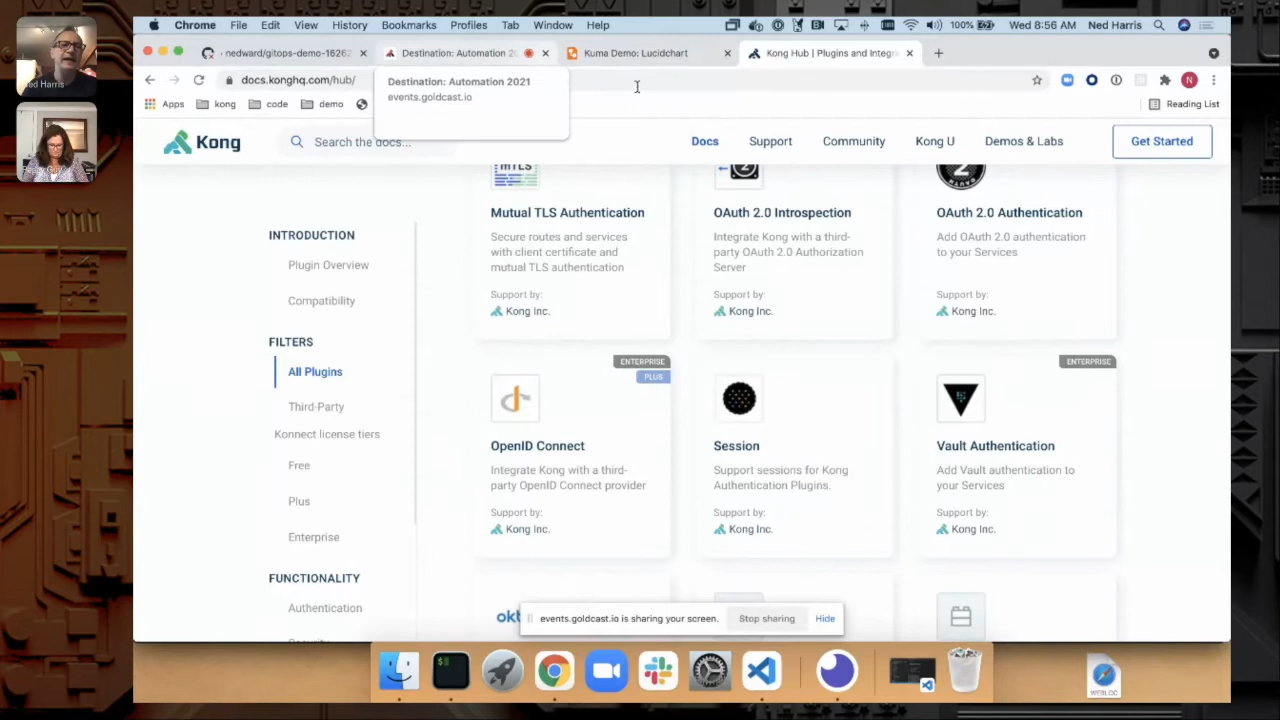 Chrome File Edit View History Bookmarks Profiles Tab Window Help 100% Wed 8:56 AM Ned Harris
nedward/gitops-demo-16262 Destination: Automation 20 Kuma Demo: Lucidchart Kong Hub | Plugins and Integra
docs.konghq.com/hub/
Destination: Automation 2021
events.goldcast.io
Apps kong code demo Reading List
Ned Harris
Kong Search the docs... Docs Support Community Kong U Demos & Labs Get Started
MTLS
Mutual TLS Authentication
Secure routes and services
with client certificate and
mutual TLS authentication
Support by:
Kong Inc.
OAuth 2.0 Introspection
Integrate Kong with a third-
party OAuth 2.0 Authorization
Server
Support by:
Kong Inc.
2
OAuth 2.0 Authentication
Add OAuth 2.0 authentication
to your Services
Support by:
Kong Inc.
INTRODUCTION
Plugin Overview
Compatibility
FILTERS
All Plugins
Third-Party
Konnect license tiers
Free
Plus
Enterprise
FUNCTIONALITY
Authentication
ENTERPRISE
PLUS
OpenID Connect
Integrate Kong with a third-
party OpenID Connect provider
Support by:
Kong Inc.
Session
Support sessions for Kong
Authentication Plugins.
Support by:
Kong Inc.
ENTERPRISE
Vault Authentication
Add Vault authentication to
your Services
Support by:
Kong Inc.
events.goldcast.io is sharing your screen. Stop sharing Hide
WEBLOC